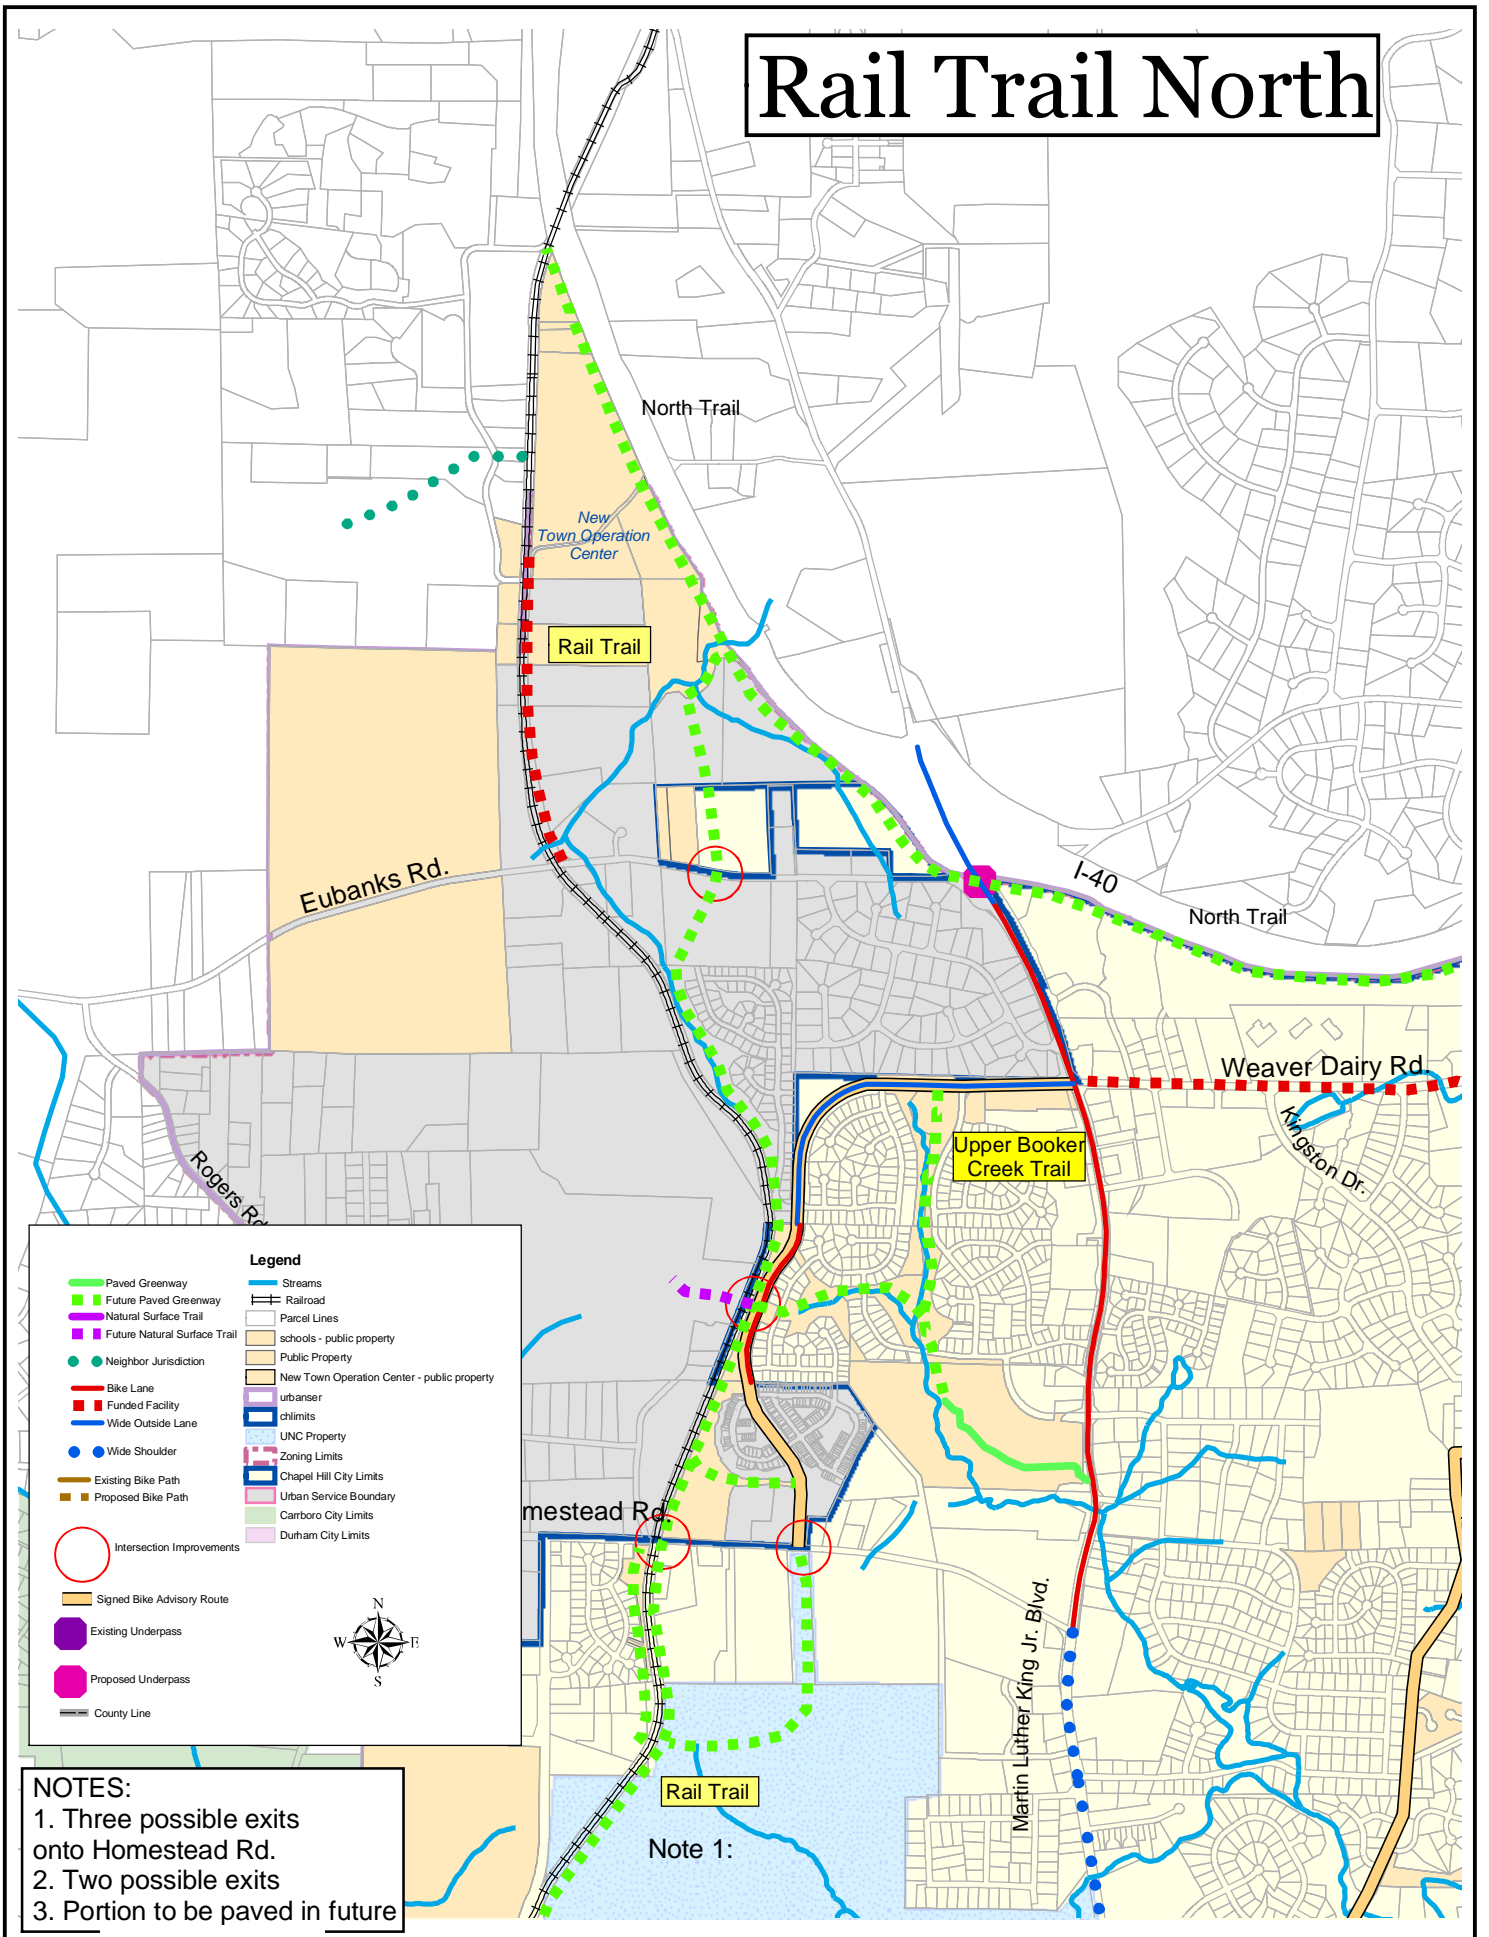 Rail Trail North
North Trail
New
Town Operation
Center
Rail Trail
Eubanks Rd.
I-40
North Trail
Weaver Dairy Rd.
Kingston Dr.
Upper Booker
Creek Trail
Rogers Rd
mestead Rd.
Martin Luther King Jr. Blvd.
Rail Trail
Note 1:
Legend
Paved Greenway
Future Paved Greenway
Natural Surface Trail
Future Natural Surface Trail
Neighbor Jurisdiction
Bike Lane
Funded Facility
Wide Outside Lane
Wide Shoulder
Existing Bike Path
Proposed Bike Path
Intersection Improvements
Signed Bike Advisory Route
Existing Underpass
Proposed Underpass
County Line
Streams
Railroad
Parcel Lines
schools - public property
Public Property
New Town Operation Center - public property
urbanser
chlimits
UNC Property
Zoning Limits
Chapel Hill City Limits
Urban Service Boundary
Carrboro City Limits
Durham City Limits
N
W E
S
NOTES:
1. Three possible exits
onto Homestead Rd.
2. Two possible exits
3. Portion to be paved in future